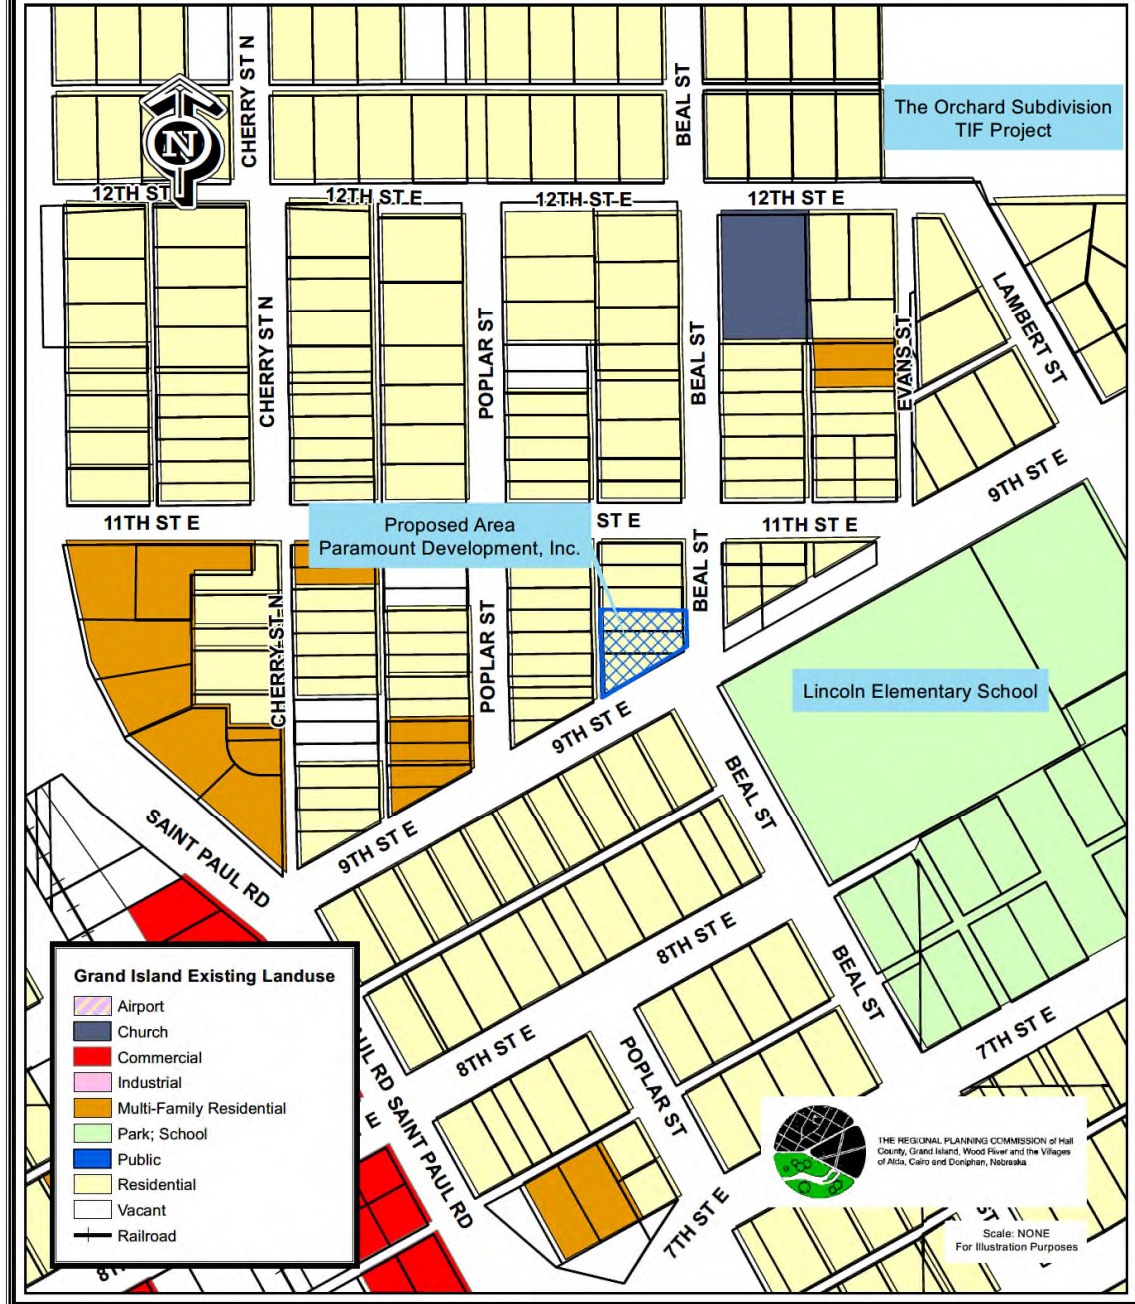 CHERRY ST N
BEAL ST
The Orchard Subdivision
TIF Project
N
12TH ST
12TH ST E
12TH ST E
12TH ST E
CHERRY ST N
POPLAR ST
BEAL ST
EVANS ST
LAMBERT ST
9TH ST E
11TH ST E
Proposed Area
Paramount Development, Inc.
ST E
11TH ST E
BEAL ST
CHERRY ST N
POPLAR ST
Lincoln Elementary School
9TH ST E
BEAL ST
SAINT PAUL RD
9TH ST E
8TH ST E
BEAL ST
8TH ST E
POPLAR ST
7TH ST E
UL RD
SAINT PAUL RD
E
7TH ST E
ST
8T
Grand Island Existing Landuse
Airport
Church
Commercial
Industrial
Multi-Family Residential
Park; School
Public
Residential
Vacant
Railroad
THE REGIONAL PLANNING COMMISSION of Hall
County, Grand Island, Wood River and the Villages
of Alda, Cairo and Doniphan, Nebraska
Scale: NONE
For Illustration Purposes